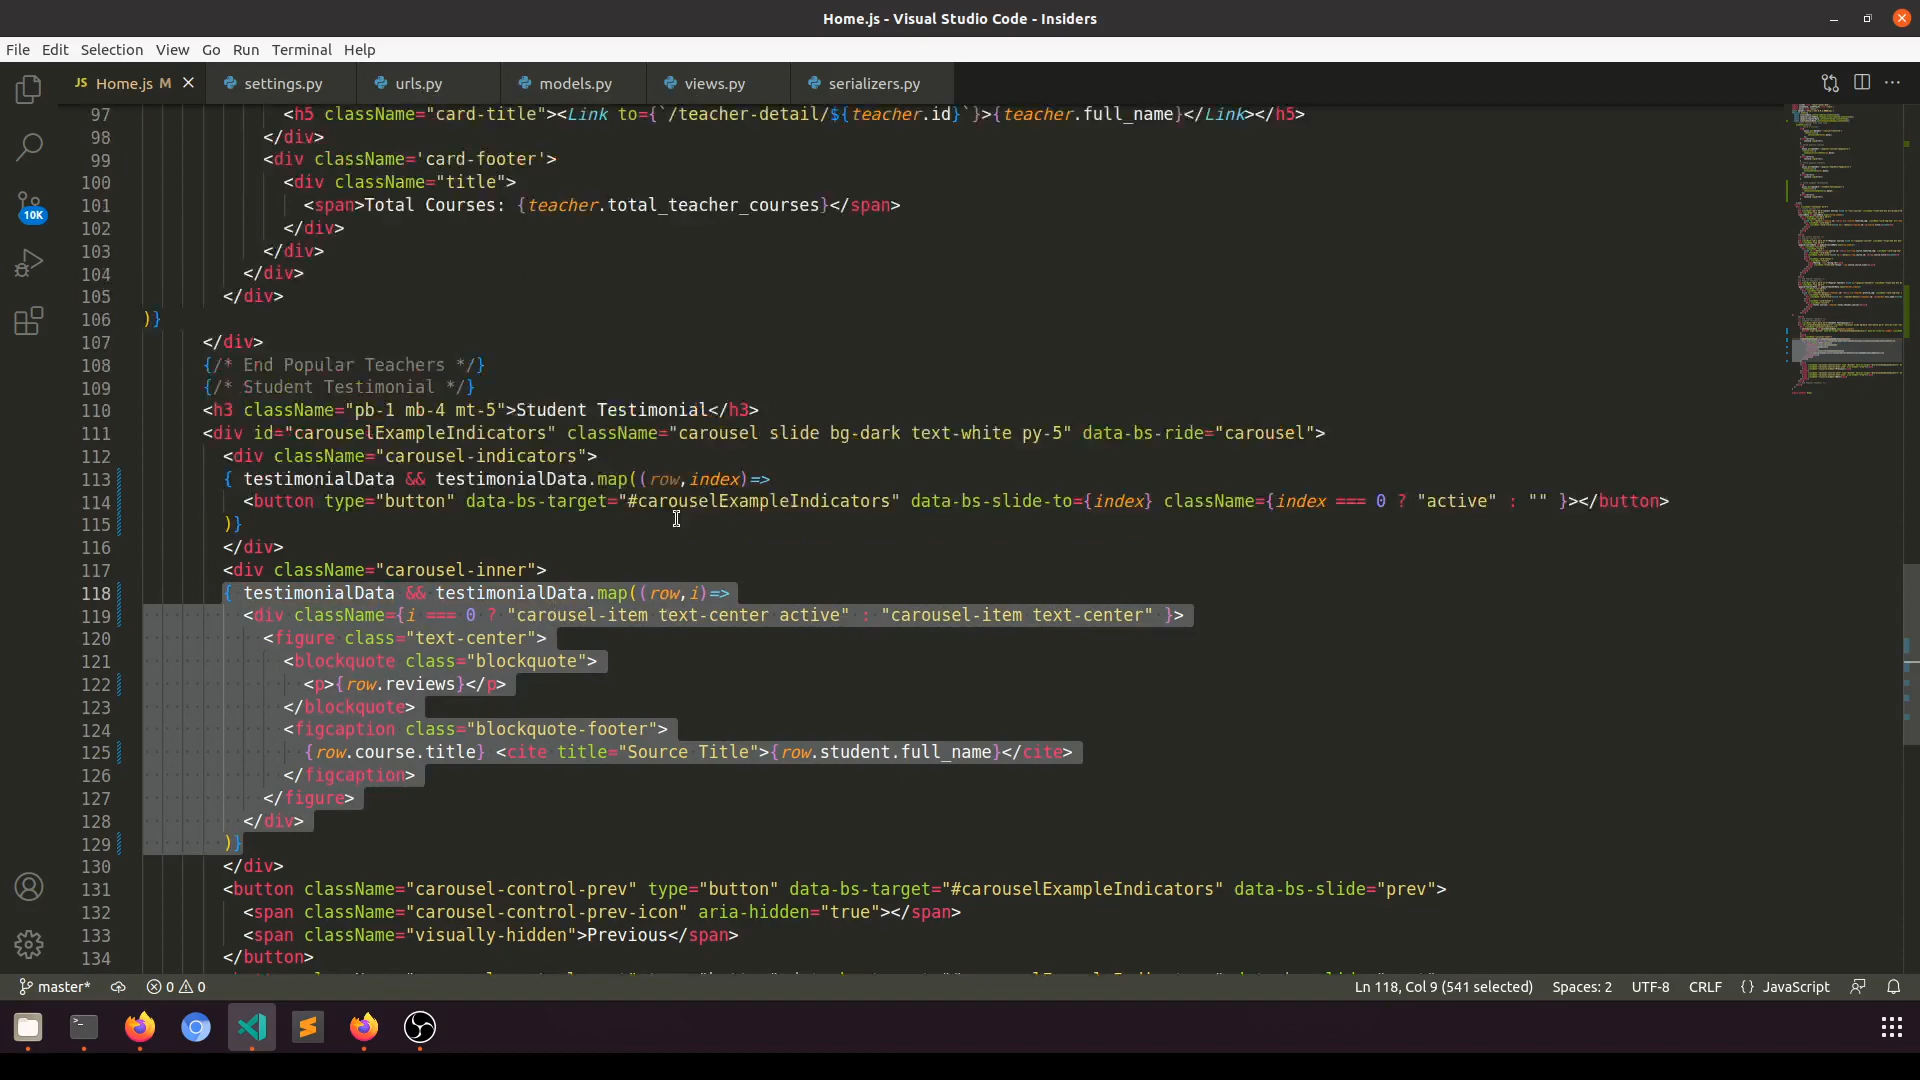 Home.js - Visual Studio Code - Insiders
File Edit Selection View Go Run Terminal Help
JS Home.js M settings.py urls.py models.py views.py serializers.py
97 <h5 className="card-title"><Link to={`/teacher-detail/${teacher.id}`}>{teacher.full_name}</Link></h5>
98 </div>
99 <div className='card-footer'>
100 <div className="title">
101 <span>Total Courses: {teacher.total_teacher_courses}</span>
102 </div>
103 </div>
104 </div>
105 </div>
106 )}
107 </div>
108 {/* End Popular Teachers */}
109 {/* Student Testimonial */}
110 <h3 className="pb-1 mb-4 mt-5">Student Testimonial</h3>
111 <div id="carouselExampleIndicators" className="carousel slide bg-dark text-white py-5" data-bs-ride="carousel">
112 <div className="carousel-indicators">
113 { testimonialData && testimonialData.map((row,index)=>
114 <button type="button" data-bs-target="#carouselExampleIndicators" data-bs-slide-to={index} className={index === 0 ? "active" : "" }></button>
115 )}
116 </div>
117 <div className="carousel-inner">
118 { testimonialData && testimonialData.map((row,i)=>
119 <div className={i === 0 ? "carousel-item text-center active" : "carousel-item text-center" }>
120 <figure class="text-center">
121 <blockquote class="blockquote">
122 <p>{row.reviews}</p>
123 </blockquote>
124 <figcaption class="blockquote-footer">
125 {row.course.title} <cite title="Source Title">{row.student.full_name}</cite>
126 </figcaption>
127 </figure>
128 </div>
129 )}
130 </div>
131 <button className="carousel-control-prev" type="button" data-bs-target="#carouselExampleIndicators" data-bs-slide="prev">
132 <span className="carousel-control-prev-icon" aria-hidden="true"></span>
133 <span className="visually-hidden">Previous</span>
134 </button>
10K
master* 0 0 Ln 118, Col 9 (541 selected) Spaces: 2 UTF-8 CRLF {} JavaScript